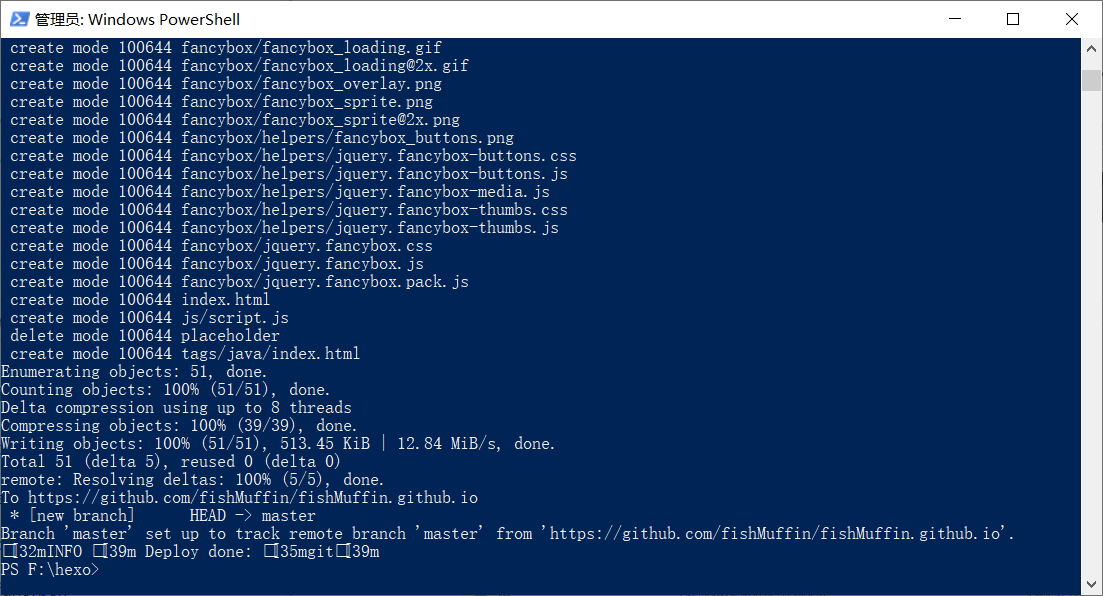 管理员: Windows PowerShell
create mode 100644 fancybox/fancybox_loading.gif
create mode 100644 fancybox/fancybox_loading@2x.gif
create mode 100644 fancybox/fancybox_overlay.png
create mode 100644 fancybox/fancybox_sprite.png
create mode 100644 fancybox/fancybox_sprite@2x.png
create mode 100644 fancybox/helpers/fancybox_buttons.png
create mode 100644 fancybox/helpers/jquery.fancybox-buttons.css
create mode 100644 fancybox/helpers/jquery.fancybox-buttons.js
create mode 100644 fancybox/helpers/jquery.fancybox-media.js
create mode 100644 fancybox/helpers/jquery.fancybox-thumbs.css
create mode 100644 fancybox/helpers/jquery.fancybox-thumbs.js
create mode 100644 fancybox/jquery.fancybox.css
create mode 100644 fancybox/jquery.fancybox.js
create mode 100644 fancybox/jquery.fancybox.pack.js
create mode 100644 index.html
create mode 100644 js/script.js
delete mode 100644 placeholder
create mode 100644 tags/java/index.html
Enumerating objects: 51, done.
Counting objects: 100% (51/51), done.
Delta compression using up to 8 threads
Compressing objects: 100% (39/39), done.
Writing objects: 100% (51/51), 513.45 KiB | 12.84 MiB/s, done.
Total 51 (delta 5), reused 0 (delta 0)
remote: Resolving deltas: 100% (5/5), done.
To https://github.com/fishMuffin/fishMuffin.github.io
* [new branch]      HEAD -> master
Branch 'master' set up to track remote branch 'master' from 'https://github.com/fishMuffin/fishMuffin.github.io'.
[32mINFO [39m Deploy done: [35mgit[39m
PS F:\hexo>